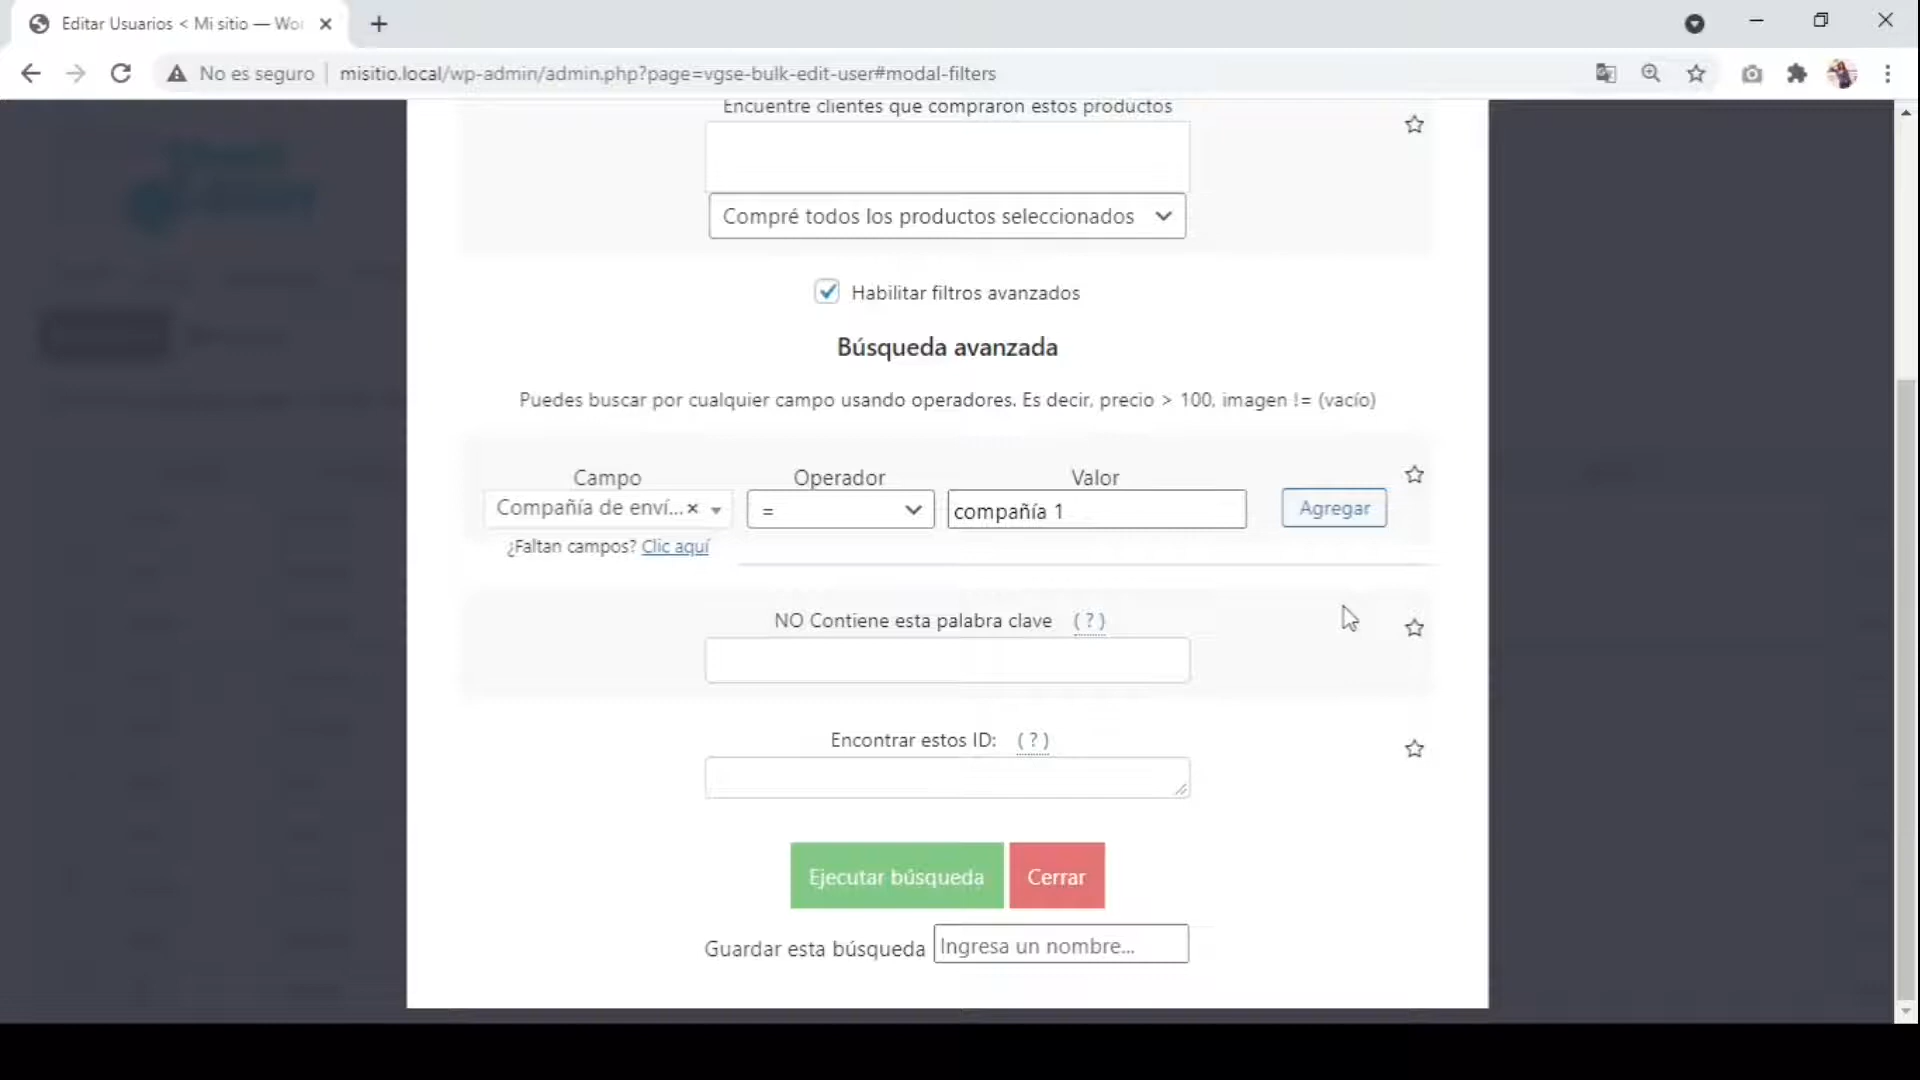 Editar Usuarios < Mi sitio — Wor
No es seguro
misitio.local/wp-admin/admin.php?page=vgse-bulk-edit-user#modal-filters
Encuentre clientes que compraron estos productos
Compré todos los productos seleccionados
Habilitar filtros avanzados
Búsqueda avanzada
Puedes buscar por cualquier campo usando operadores. Es decir, precio > 100, imagen != (vacío)
Campo Operador Valor
Compañía de enví... × = compañía 1 Agregar
¿Faltan campos? Clic aquí
NO Contiene esta palabra clave (?)
Encontrar estos ID: (?)
Ejecutar búsqueda Cerrar
Guardar esta búsqueda Ingresa un nombre...